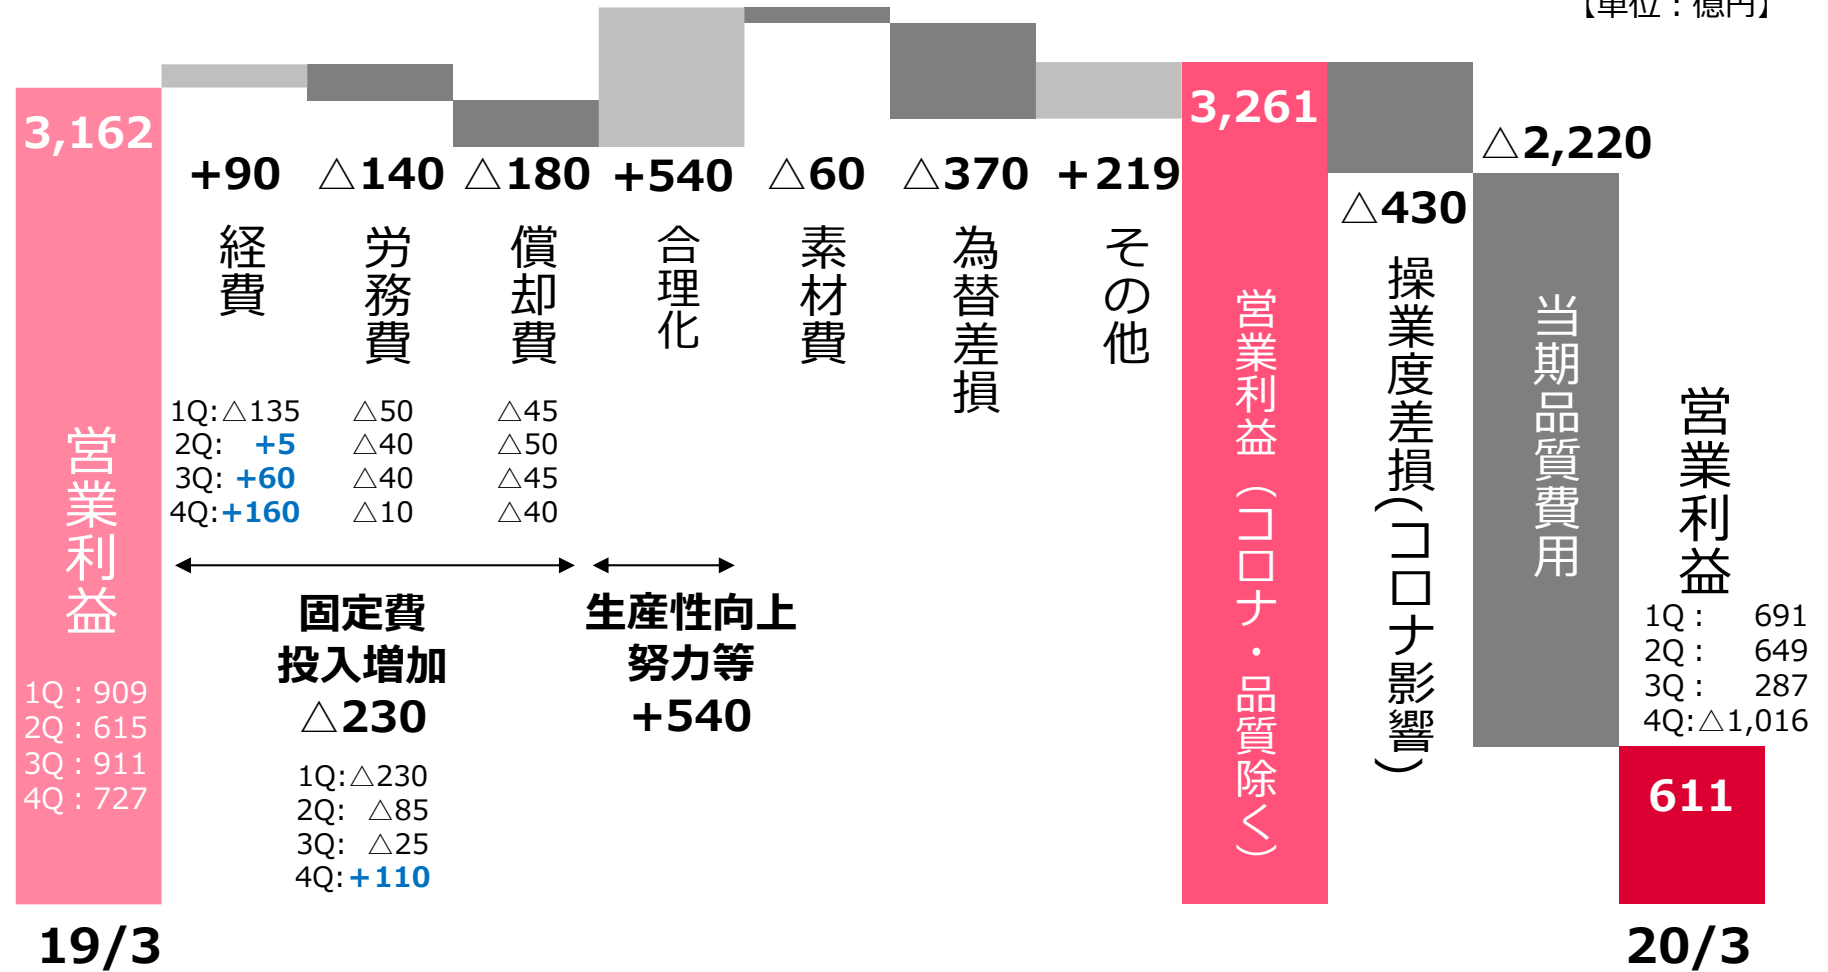 【単位：億円】
3,162
営業利益
1Q：909
2Q：615
3Q：911
4Q：727
19/3
+90
経費
1Q:△135
2Q: +5
3Q: +60
4Q:+160
△140
労務費
△50
△40
△40
△10
△180
償却費
△45
△50
△45
△40
固定費
投入増加
△230
1Q:△230
2Q: △85
3Q: △25
4Q:+110
+540
合理化
生産性向上
努力等
+540
△60
素材費
△370
為替差損
+219
その他
3,261
営業利益（コロナ・品質除く）
△430
操業度差損(コロナ影響)
△2,220
当期品質費用
営業利益
1Q： 691
2Q： 649
3Q： 287
4Q:△1,016
611
20/3